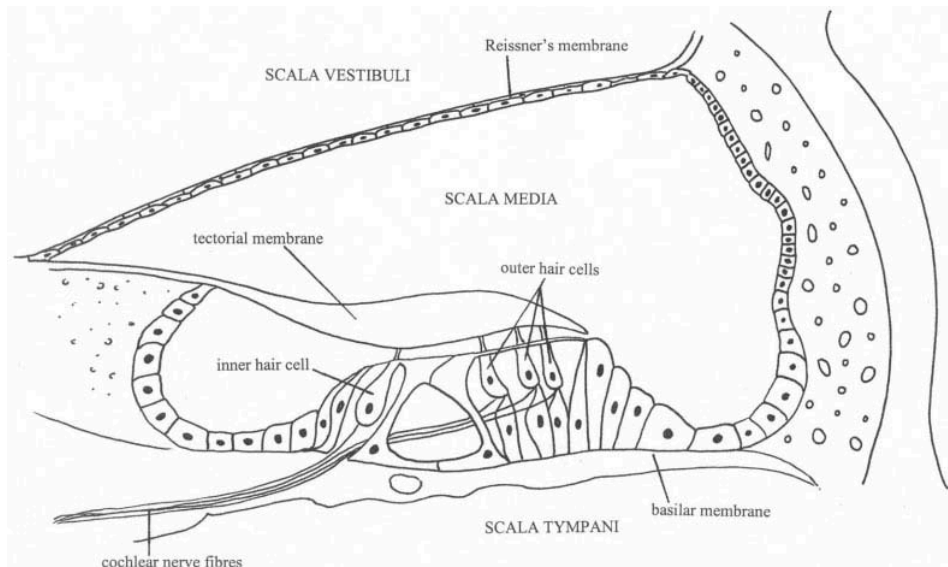 Reissner's membrane
SCALA VESTIBULI
SCALA MEDIA
tectorial membrane
outer hair cells
inner hair cell
basilar membrane
SCALA TYMPANI
cochlear nerve fibres